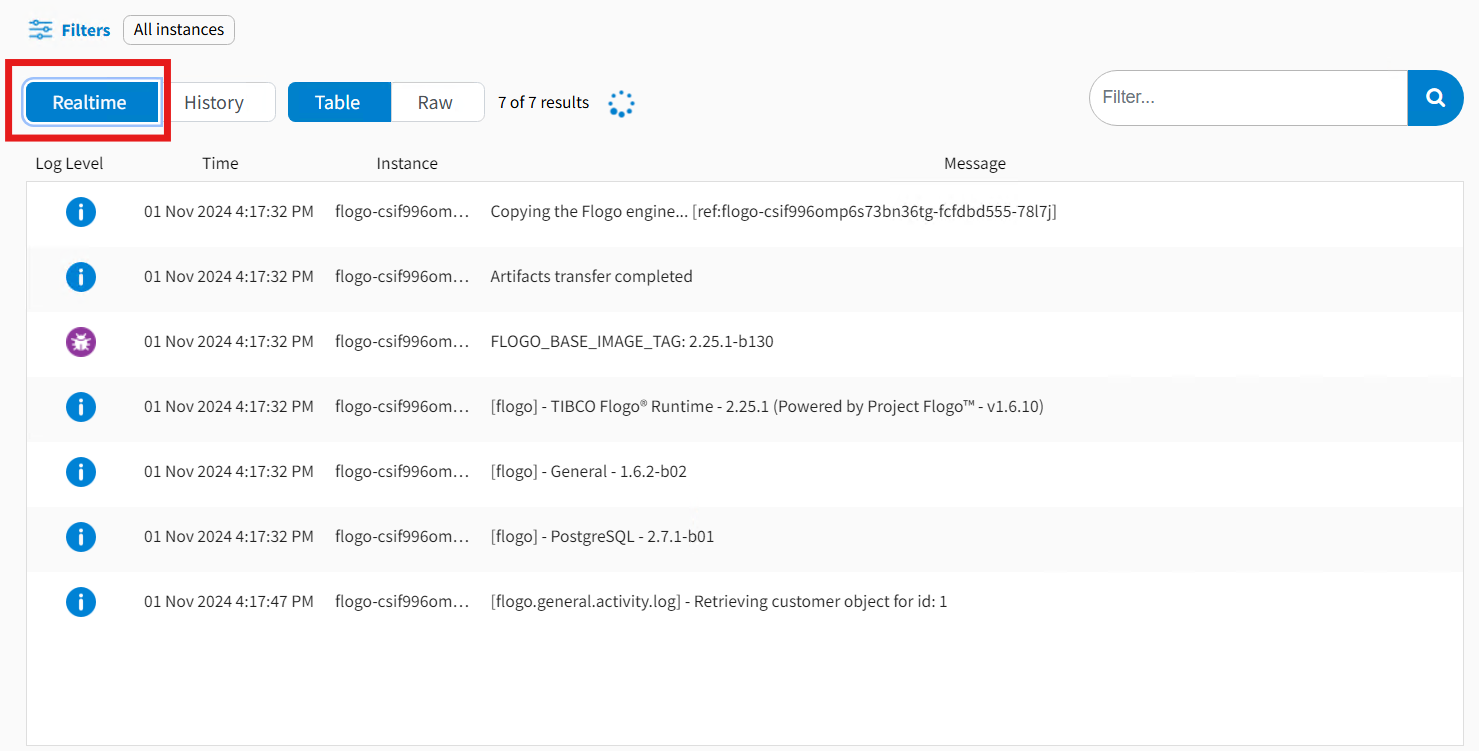 Filters All instances
Realtime History Table Raw 7 of 7 results Filter...
Log Level Time Instance Message
01 Nov 2024 4:17:32 PM flogo-csif996om… Copying the Flogo engine... [ref:flogo-csif996omp6s73bn36tg-fcfdbd555-78l7j]
01 Nov 2024 4:17:32 PM flogo-csif996om… Artifacts transfer completed
01 Nov 2024 4:17:32 PM flogo-csif996om… FLOGO_BASE_IMAGE_TAG: 2.25.1-b130
01 Nov 2024 4:17:32 PM flogo-csif996om… [flogo] - TIBCO Flogo® Runtime - 2.25.1 (Powered by Project Flogo™ - v1.6.10)
01 Nov 2024 4:17:32 PM flogo-csif996om… [flogo] - General - 1.6.2-b02
01 Nov 2024 4:17:32 PM flogo-csif996om… [flogo] - PostgreSQL - 2.7.1-b01
01 Nov 2024 4:17:47 PM flogo-csif996om… [flogo.general.activity.log] - Retrieving customer object for id: 1